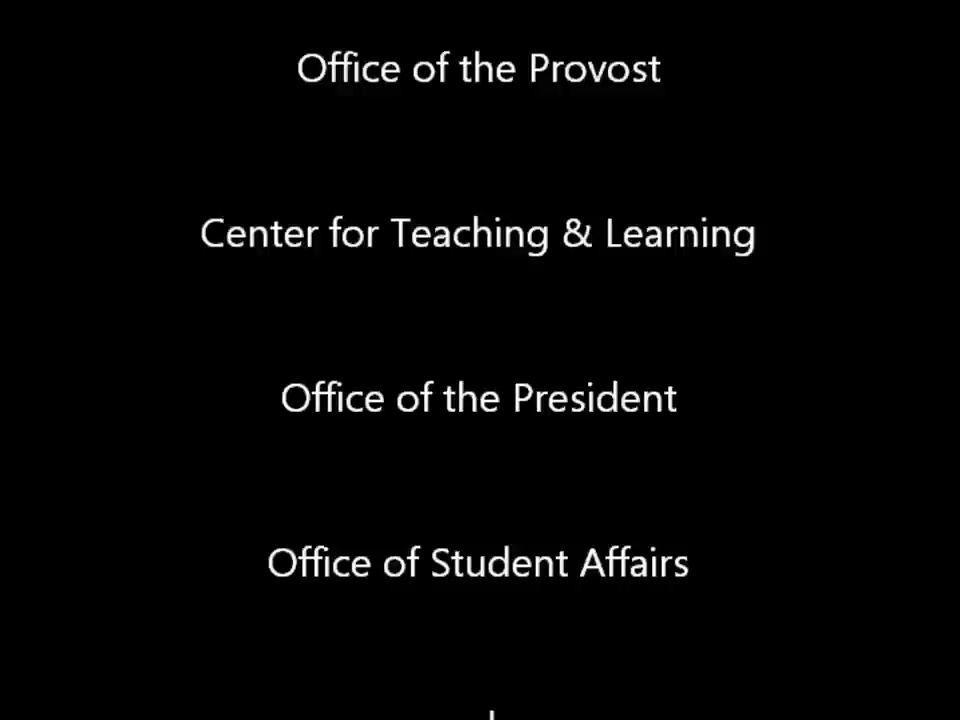 Office of the Provost
Center for Teaching & Learning
Office of the President
Office of Student Affairs